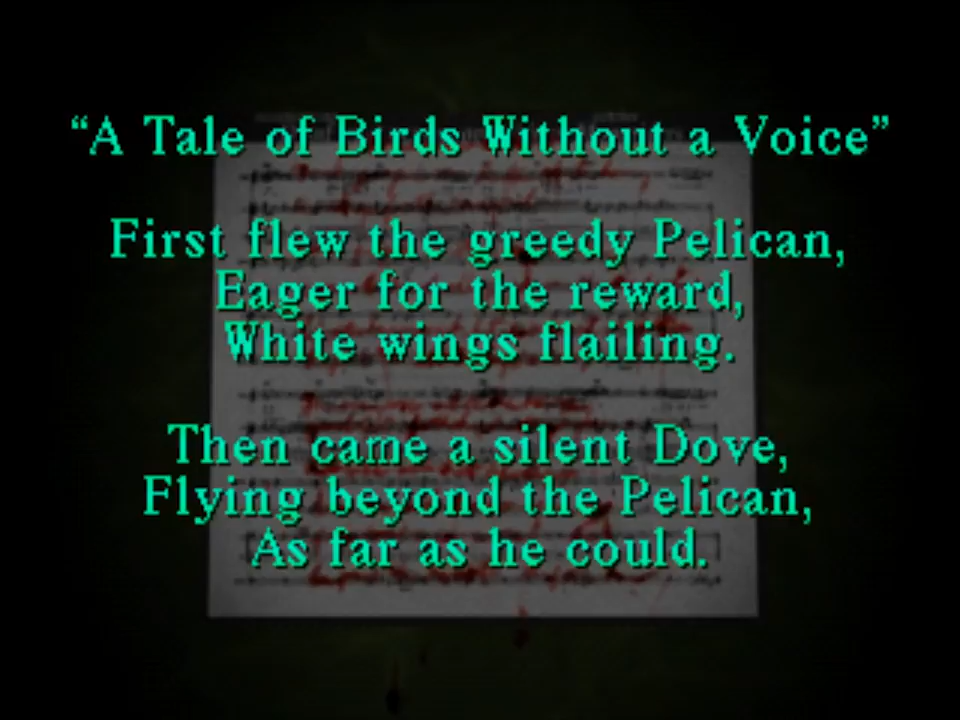 “A Tale of Birds Without a Voice”
First flew the greedy Pelican,
Eager for the reward,
White wings flailing.
Then came a silent Dove,
Flying beyond the Pelican,
As far as he could.